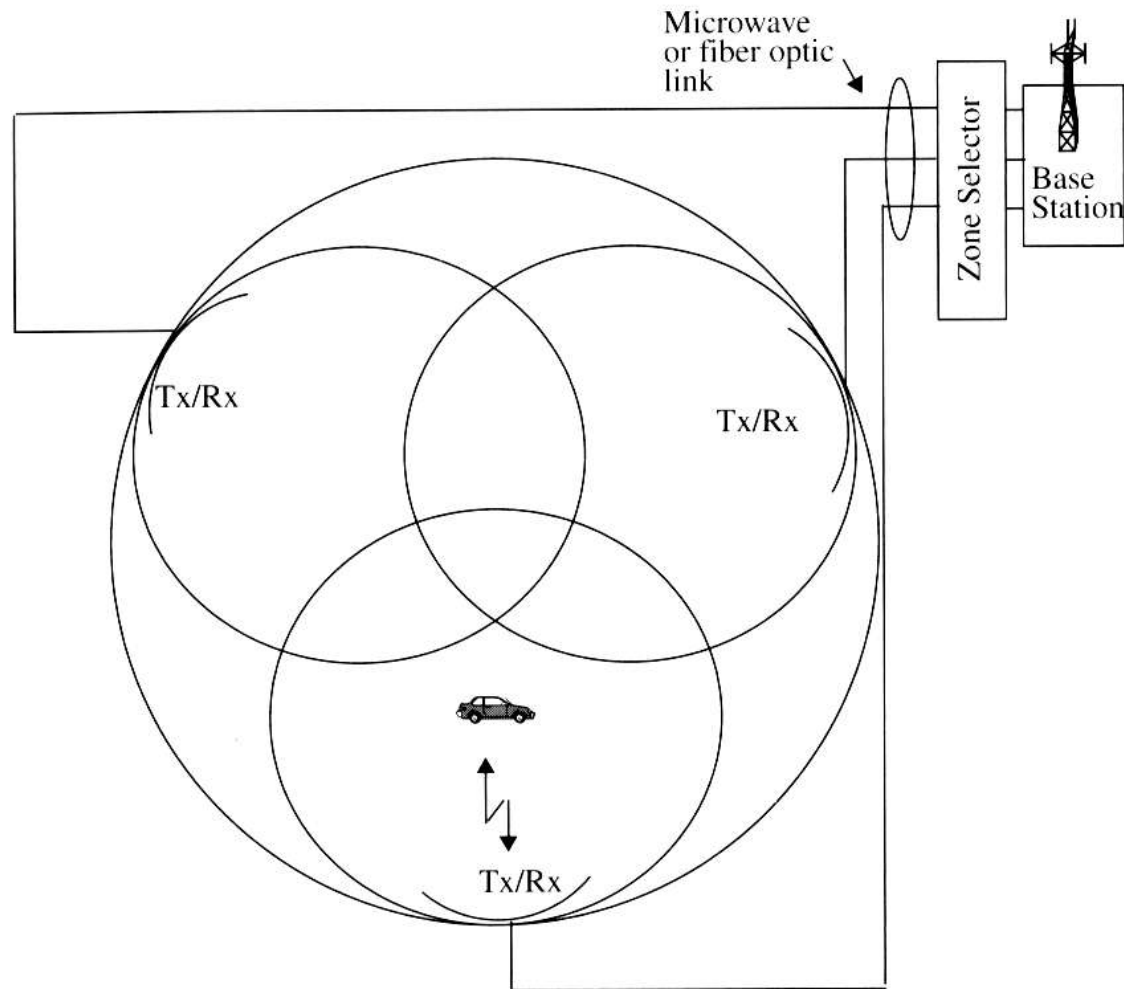 Microwave
or fiber optic
link
Zone Selector
Base
Station
Tx/Rx
Tx/Rx
Tx/Rx